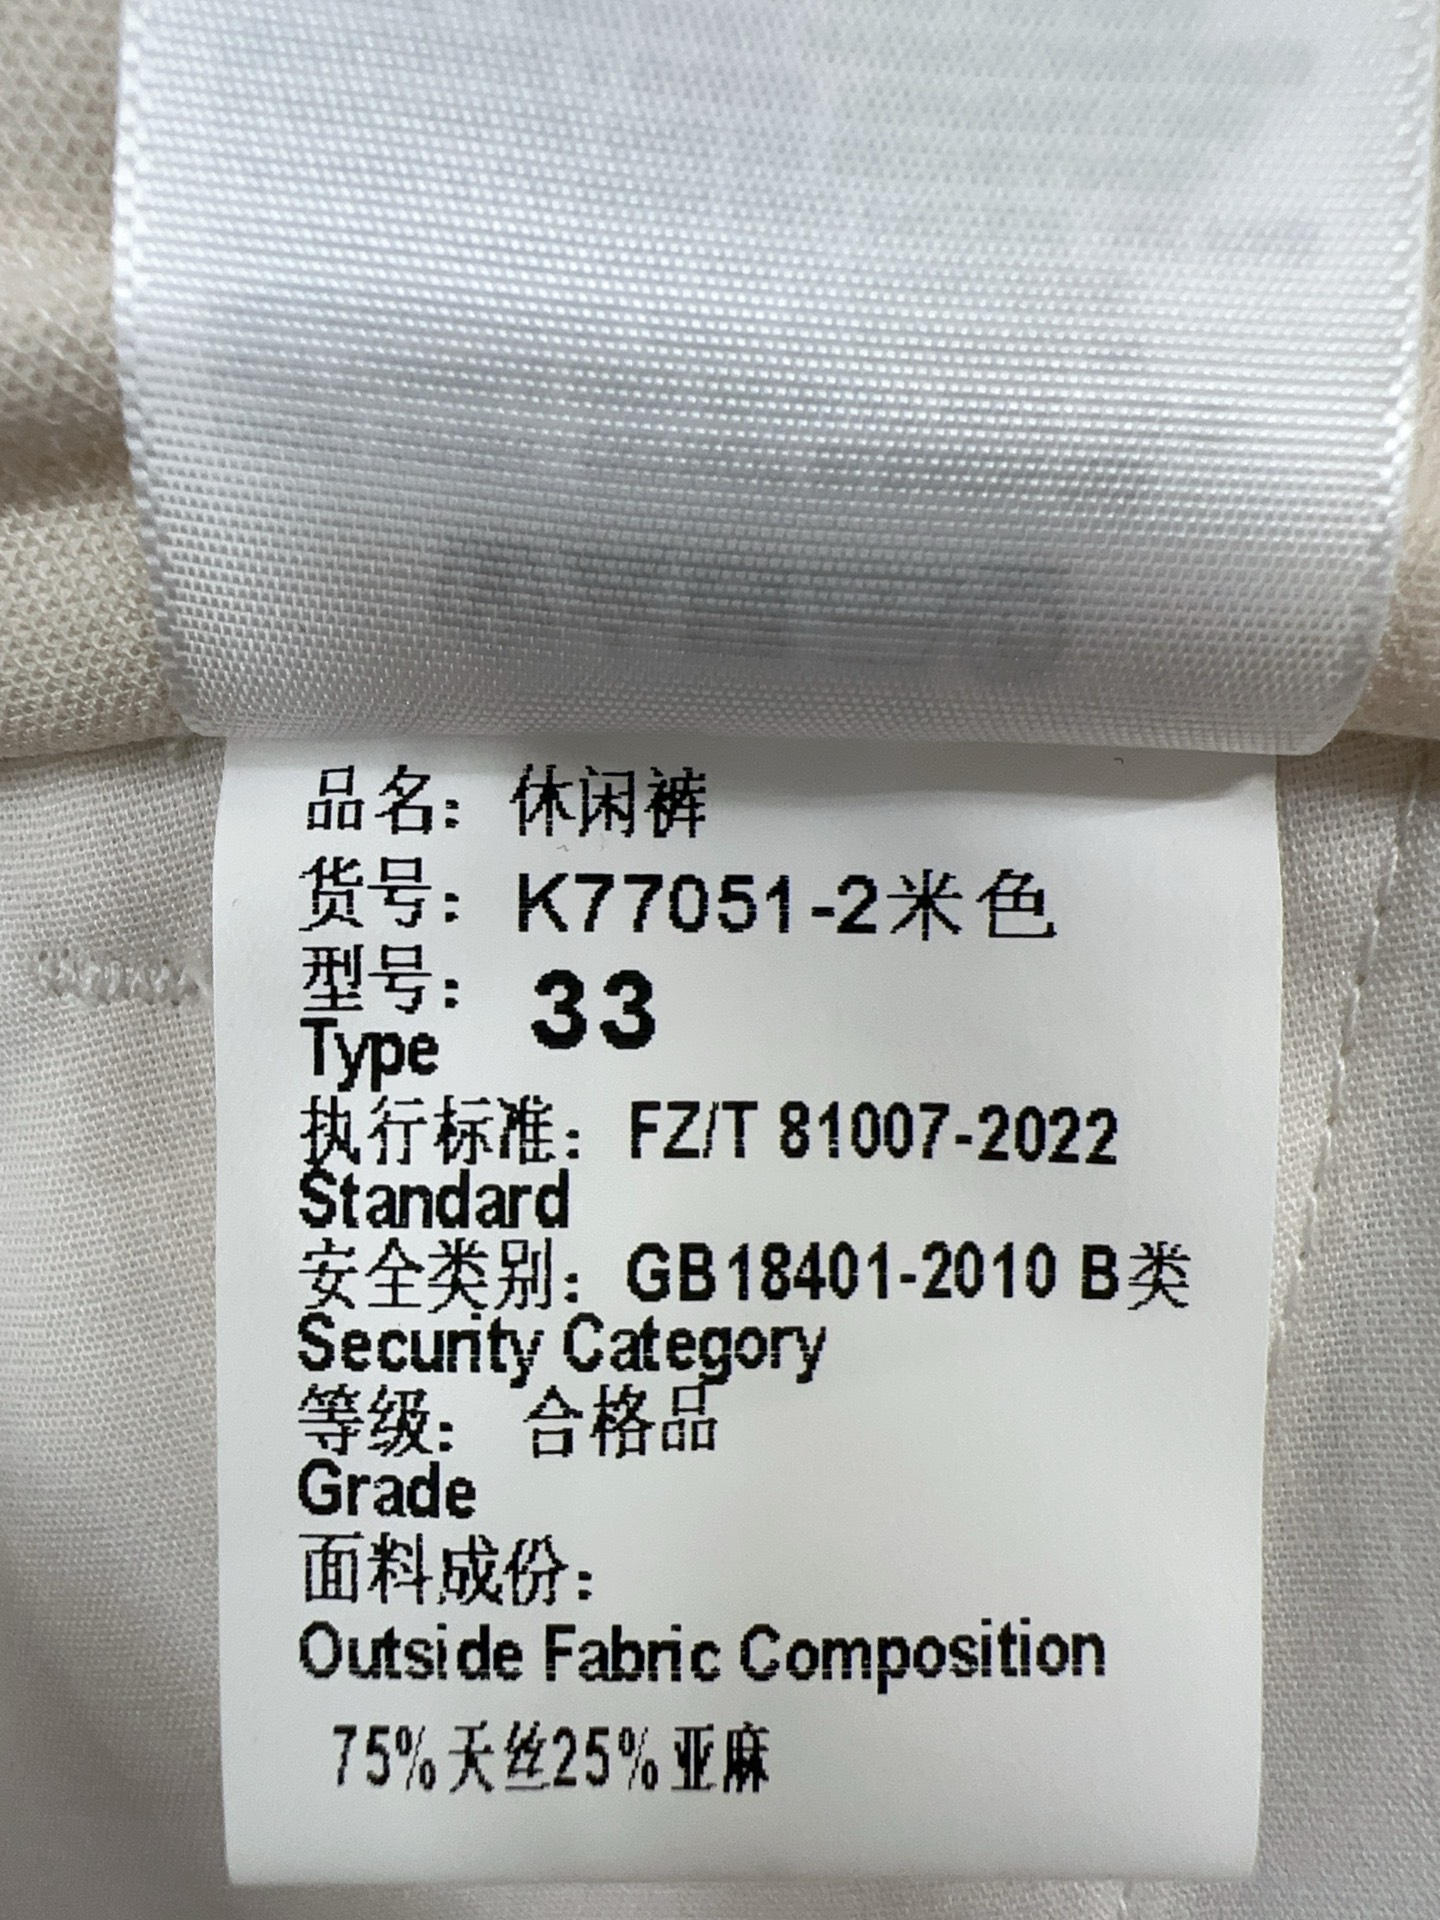 品名：休闲裤
货号：K77051-2米色
型号：33
Type
执行标准：FZ/T 81007-2022
Standard
安全类别：GB18401-2010 B类
Security Category
等级：合格品
Grade
面料成份：
Outside Fabric Composition
75%天丝25%亚麻